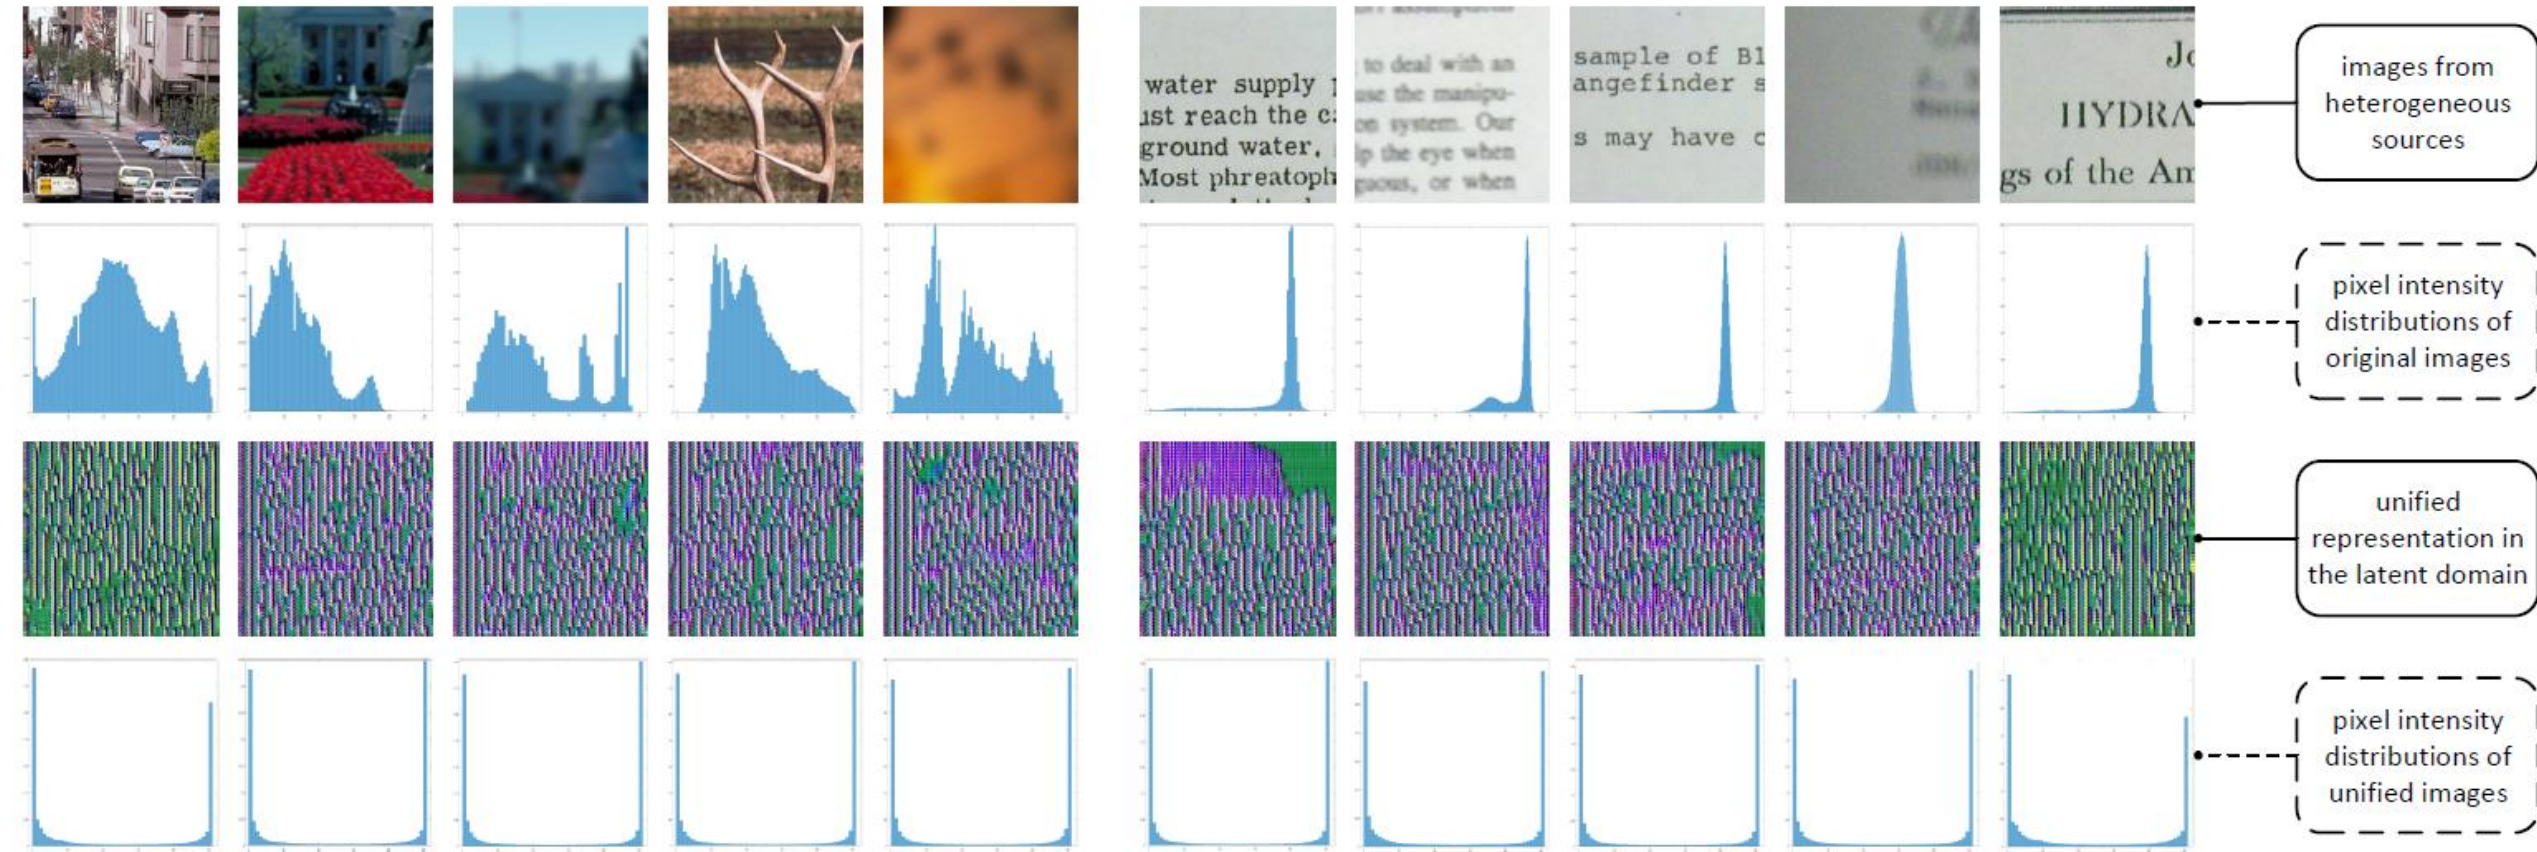 water supply
ust reach the
ground water,
Most phreatoph
to deal with an
use the manipu-
on system. Our
lp the eye when
guous, or when
sample of Bl
angefinder s
s may have c
Jo
HYDRA
gs of the Am
images from
heterogeneous
sources
pixel intensity
distributions of
original images
unified
representation in
the latent domain
pixel intensity
distributions of
unified images